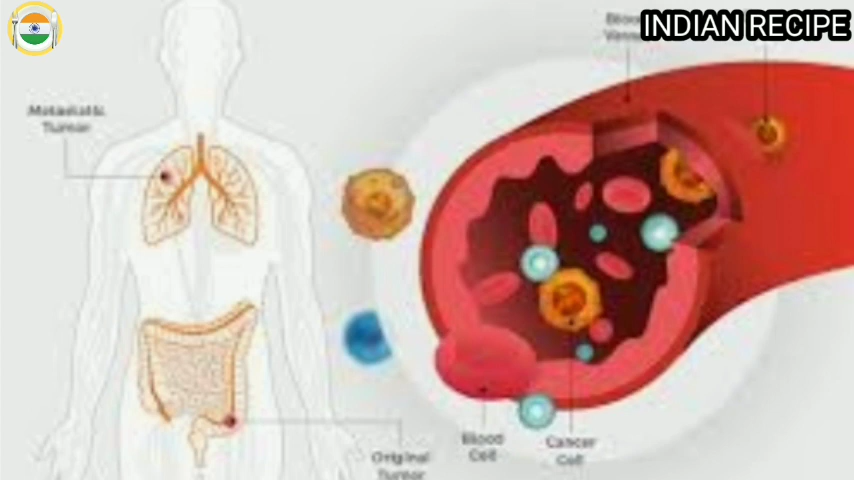 INDIAN RECIPE
Metastatic
Tumor
Original
Tumor
Blood
Cell
Cancer
Cell